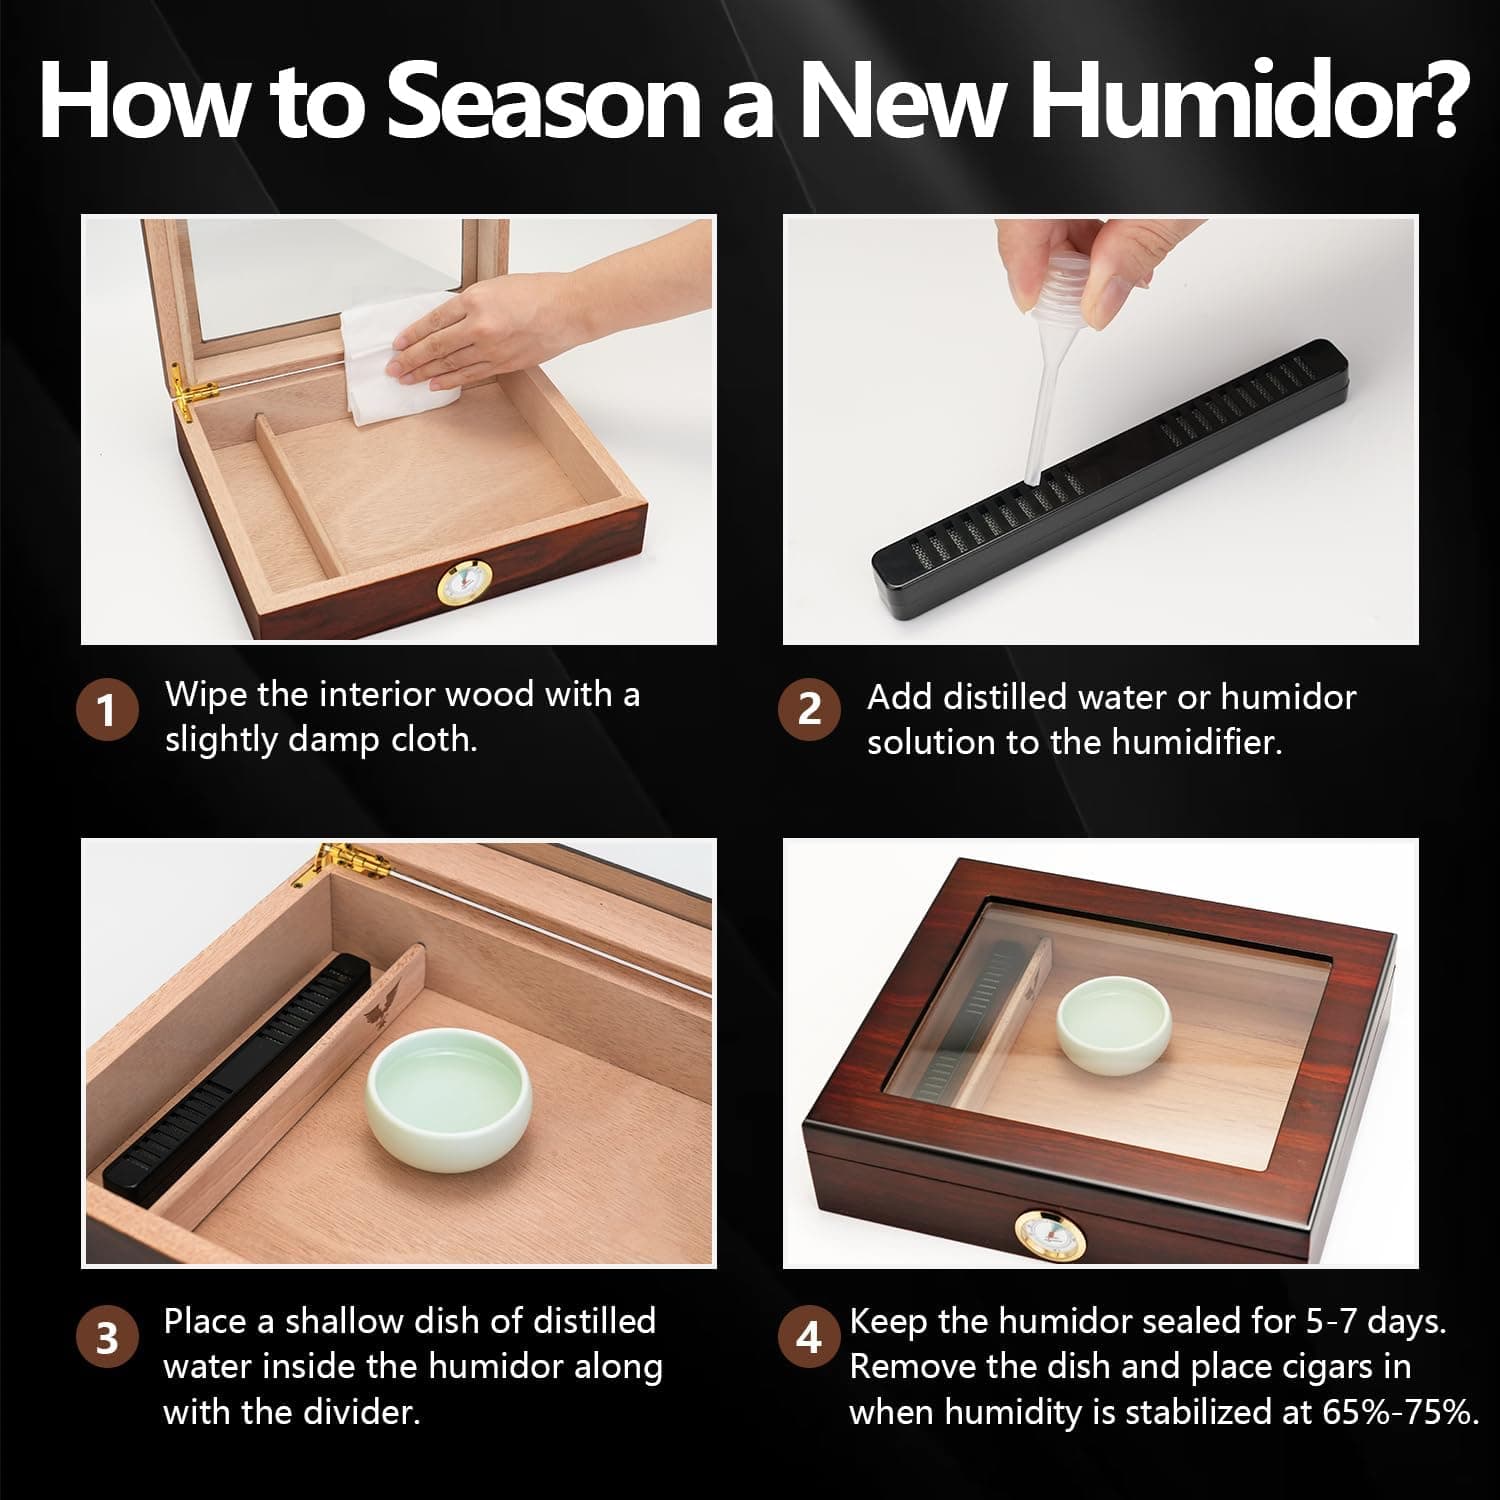 How to Season a New Humidor?
1
Wipe the interior wood with a
slightly damp cloth.
2
Add distilled water or humidor
solution to the humidifier.
3
Place a shallow dish of distilled
water inside the humidor along
with the divider.
4
Keep the humidor sealed for 5-7 days.
Remove the dish and place cigars in
when humidity is stabilized at 65%-75%.